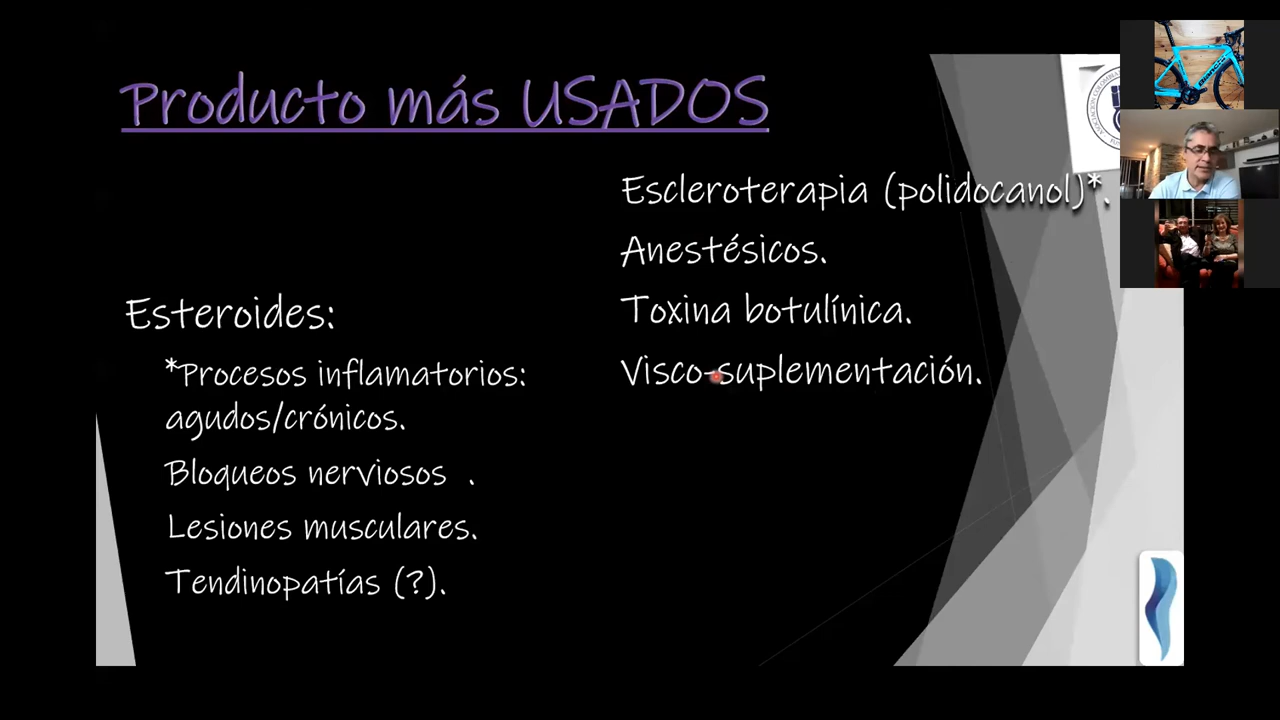 Producto más USADOS
Esteroides:
*Procesos inflamatorios:
agudos/crónicos.
Bloqueos nerviosos .
Lesiones musculares.
Tendinopatías (?).
Escleroterapia (polidocanol)*.
Anestésicos.
Toxina botulínica.
Visco-suplementación.